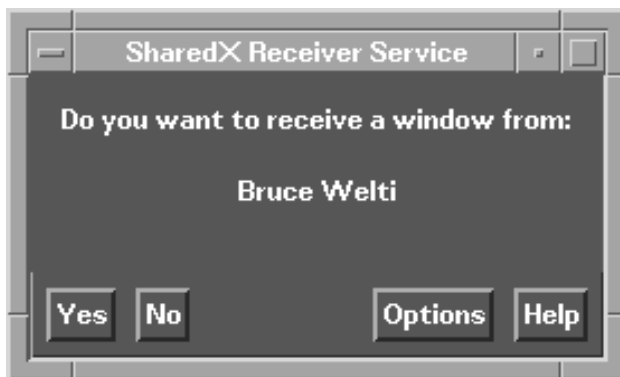 SharedX Receiver Service
Do you want to receive a window from:
Bruce Welti
Yes No Options Help